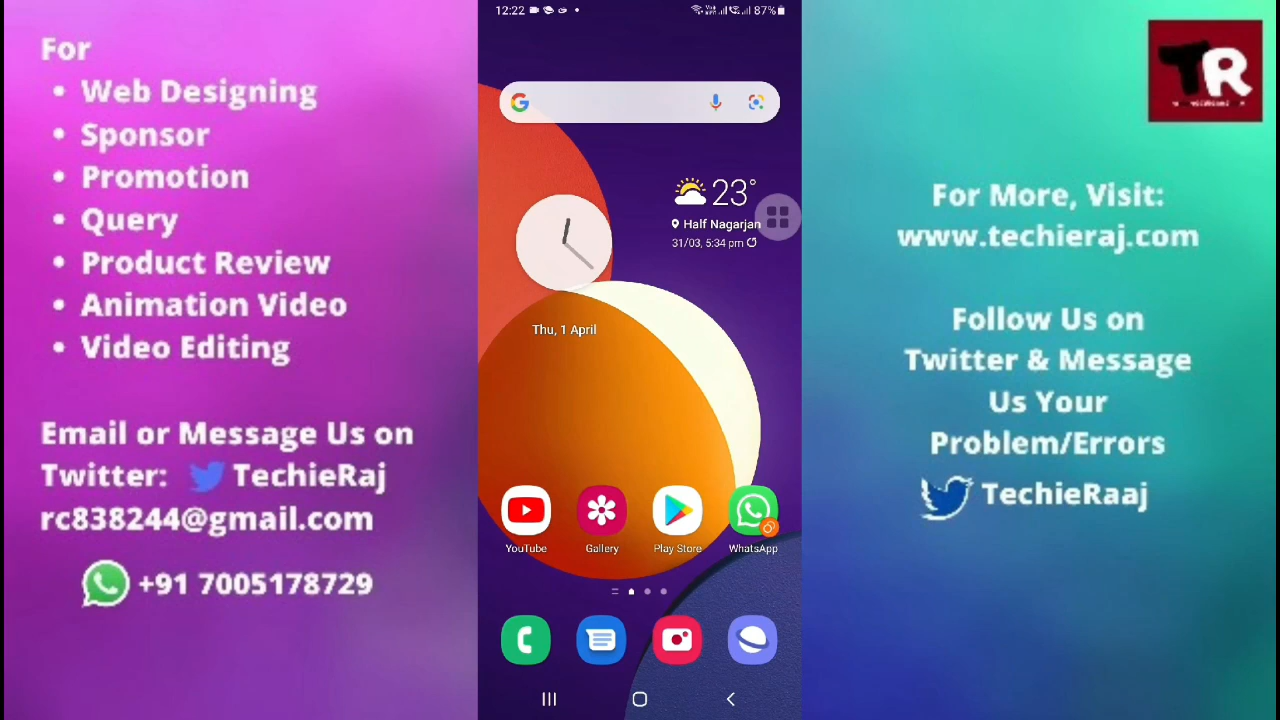 For
• Web Designing
• Sponsor
• Promotion
• Query
• Product Review
• Animation Video
• Video Editing
Email or Message Us on
Twitter: TechieRaj
rc838244@gmail.com
+91 7005178729
12:22
87%
23°
Half Nagarjan
31/03, 5:34 pm
Thu, 1 April
YouTube
Gallery
Play Store
WhatsApp
TR
For More, Visit:
www.techieraj.com
Follow Us on
Twitter & Message
Us Your
Problem/Errors
TechieRaaj